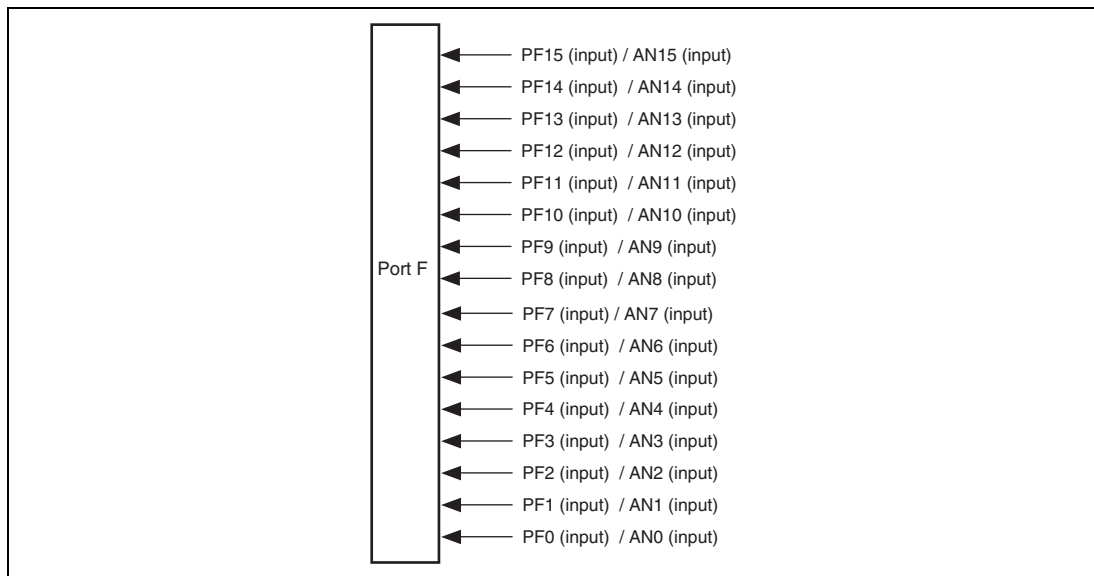 Port F
PF15 (input) / AN15 (input)
PF14 (input) / AN14 (input)
PF13 (input) / AN13 (input)
PF12 (input) / AN12 (input)
PF11 (input) / AN11 (input)
PF10 (input) / AN10 (input)
PF9 (input) / AN9 (input)
PF8 (input) / AN8 (input)
PF7 (input) / AN7 (input)
PF6 (input) / AN6 (input)
PF5 (input) / AN5 (input)
PF4 (input) / AN4 (input)
PF3 (input) / AN3 (input)
PF2 (input) / AN2 (input)
PF1 (input) / AN1 (input)
PF0 (input) / AN0 (input)